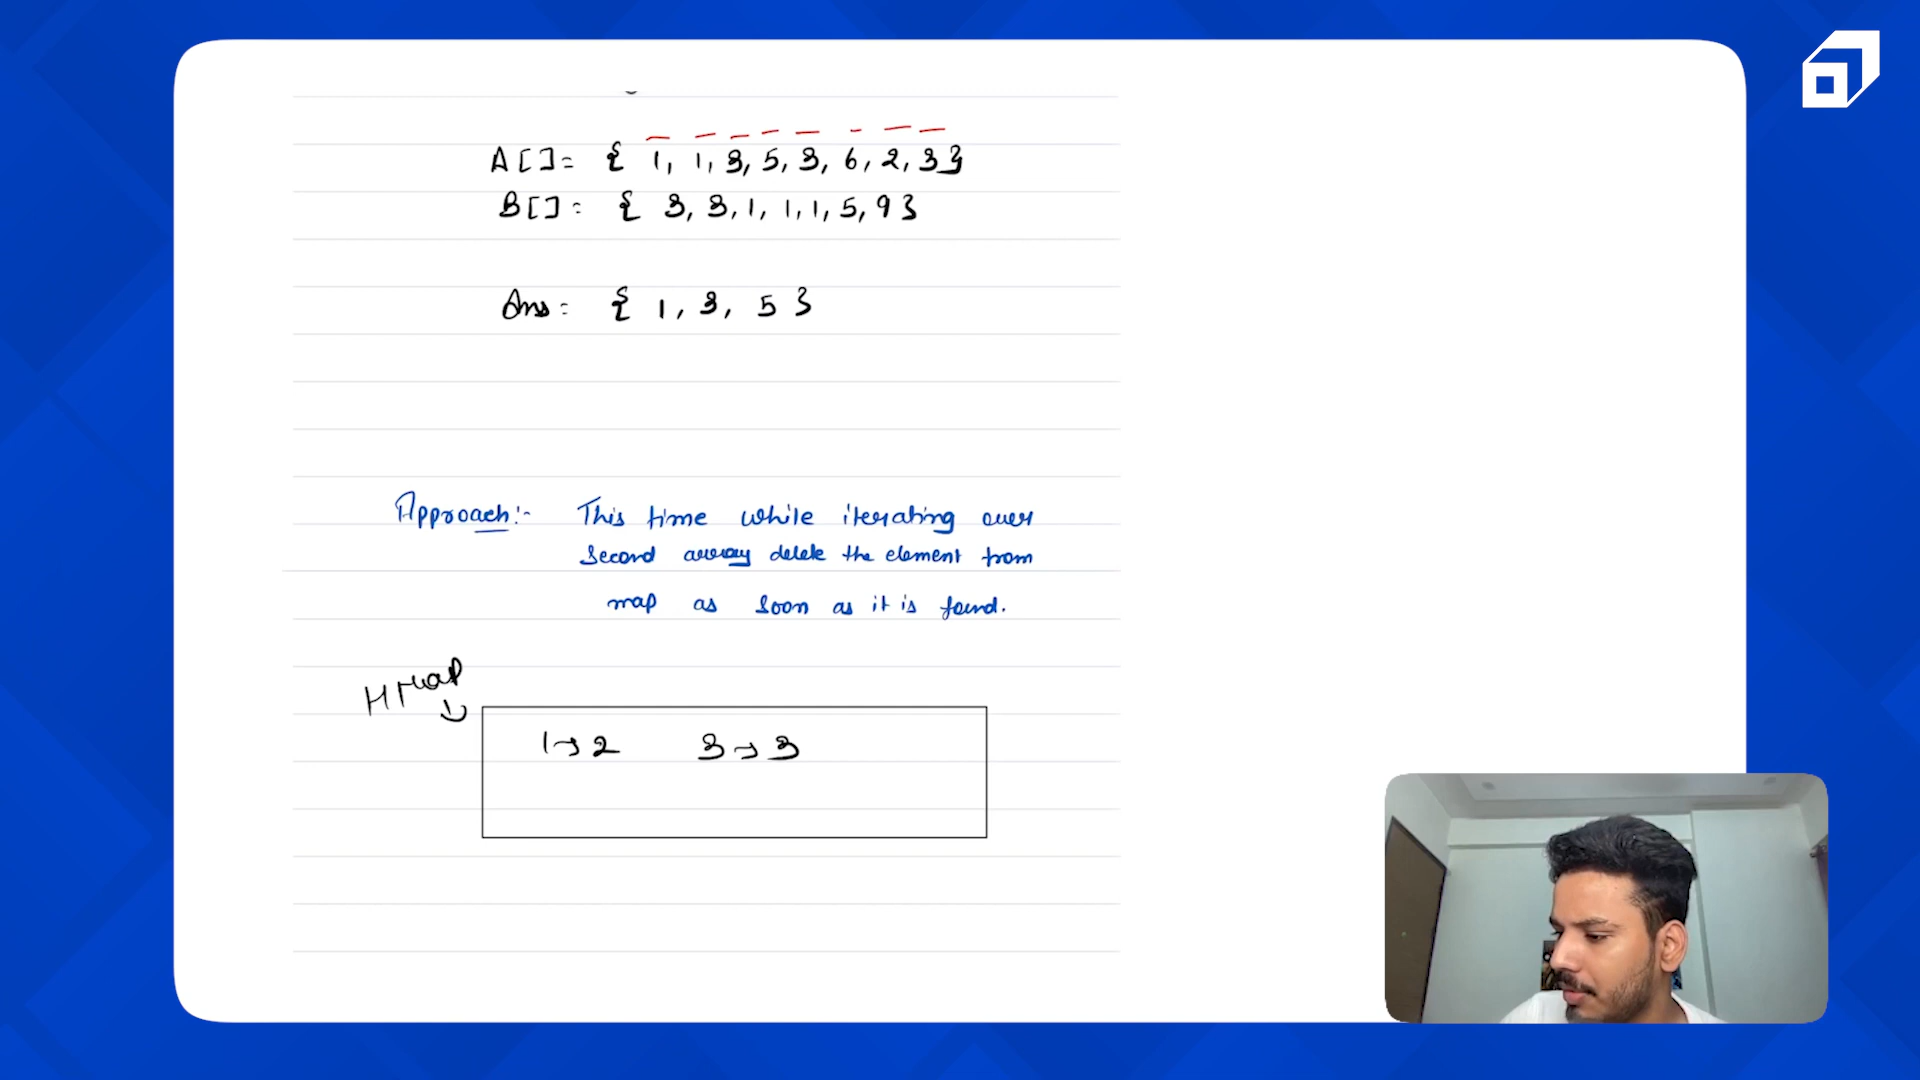 A[]= { 1, 1, 3, 5, 3, 6, 2, 3}
B[]= { 3, 3, 1, 1, 1, 5, 9 }
Ans= { 1, 3, 5 }
Approach:- This time while iterating over
second array delete the element from
map as soon as it is found.
HMap
1→2 3→3